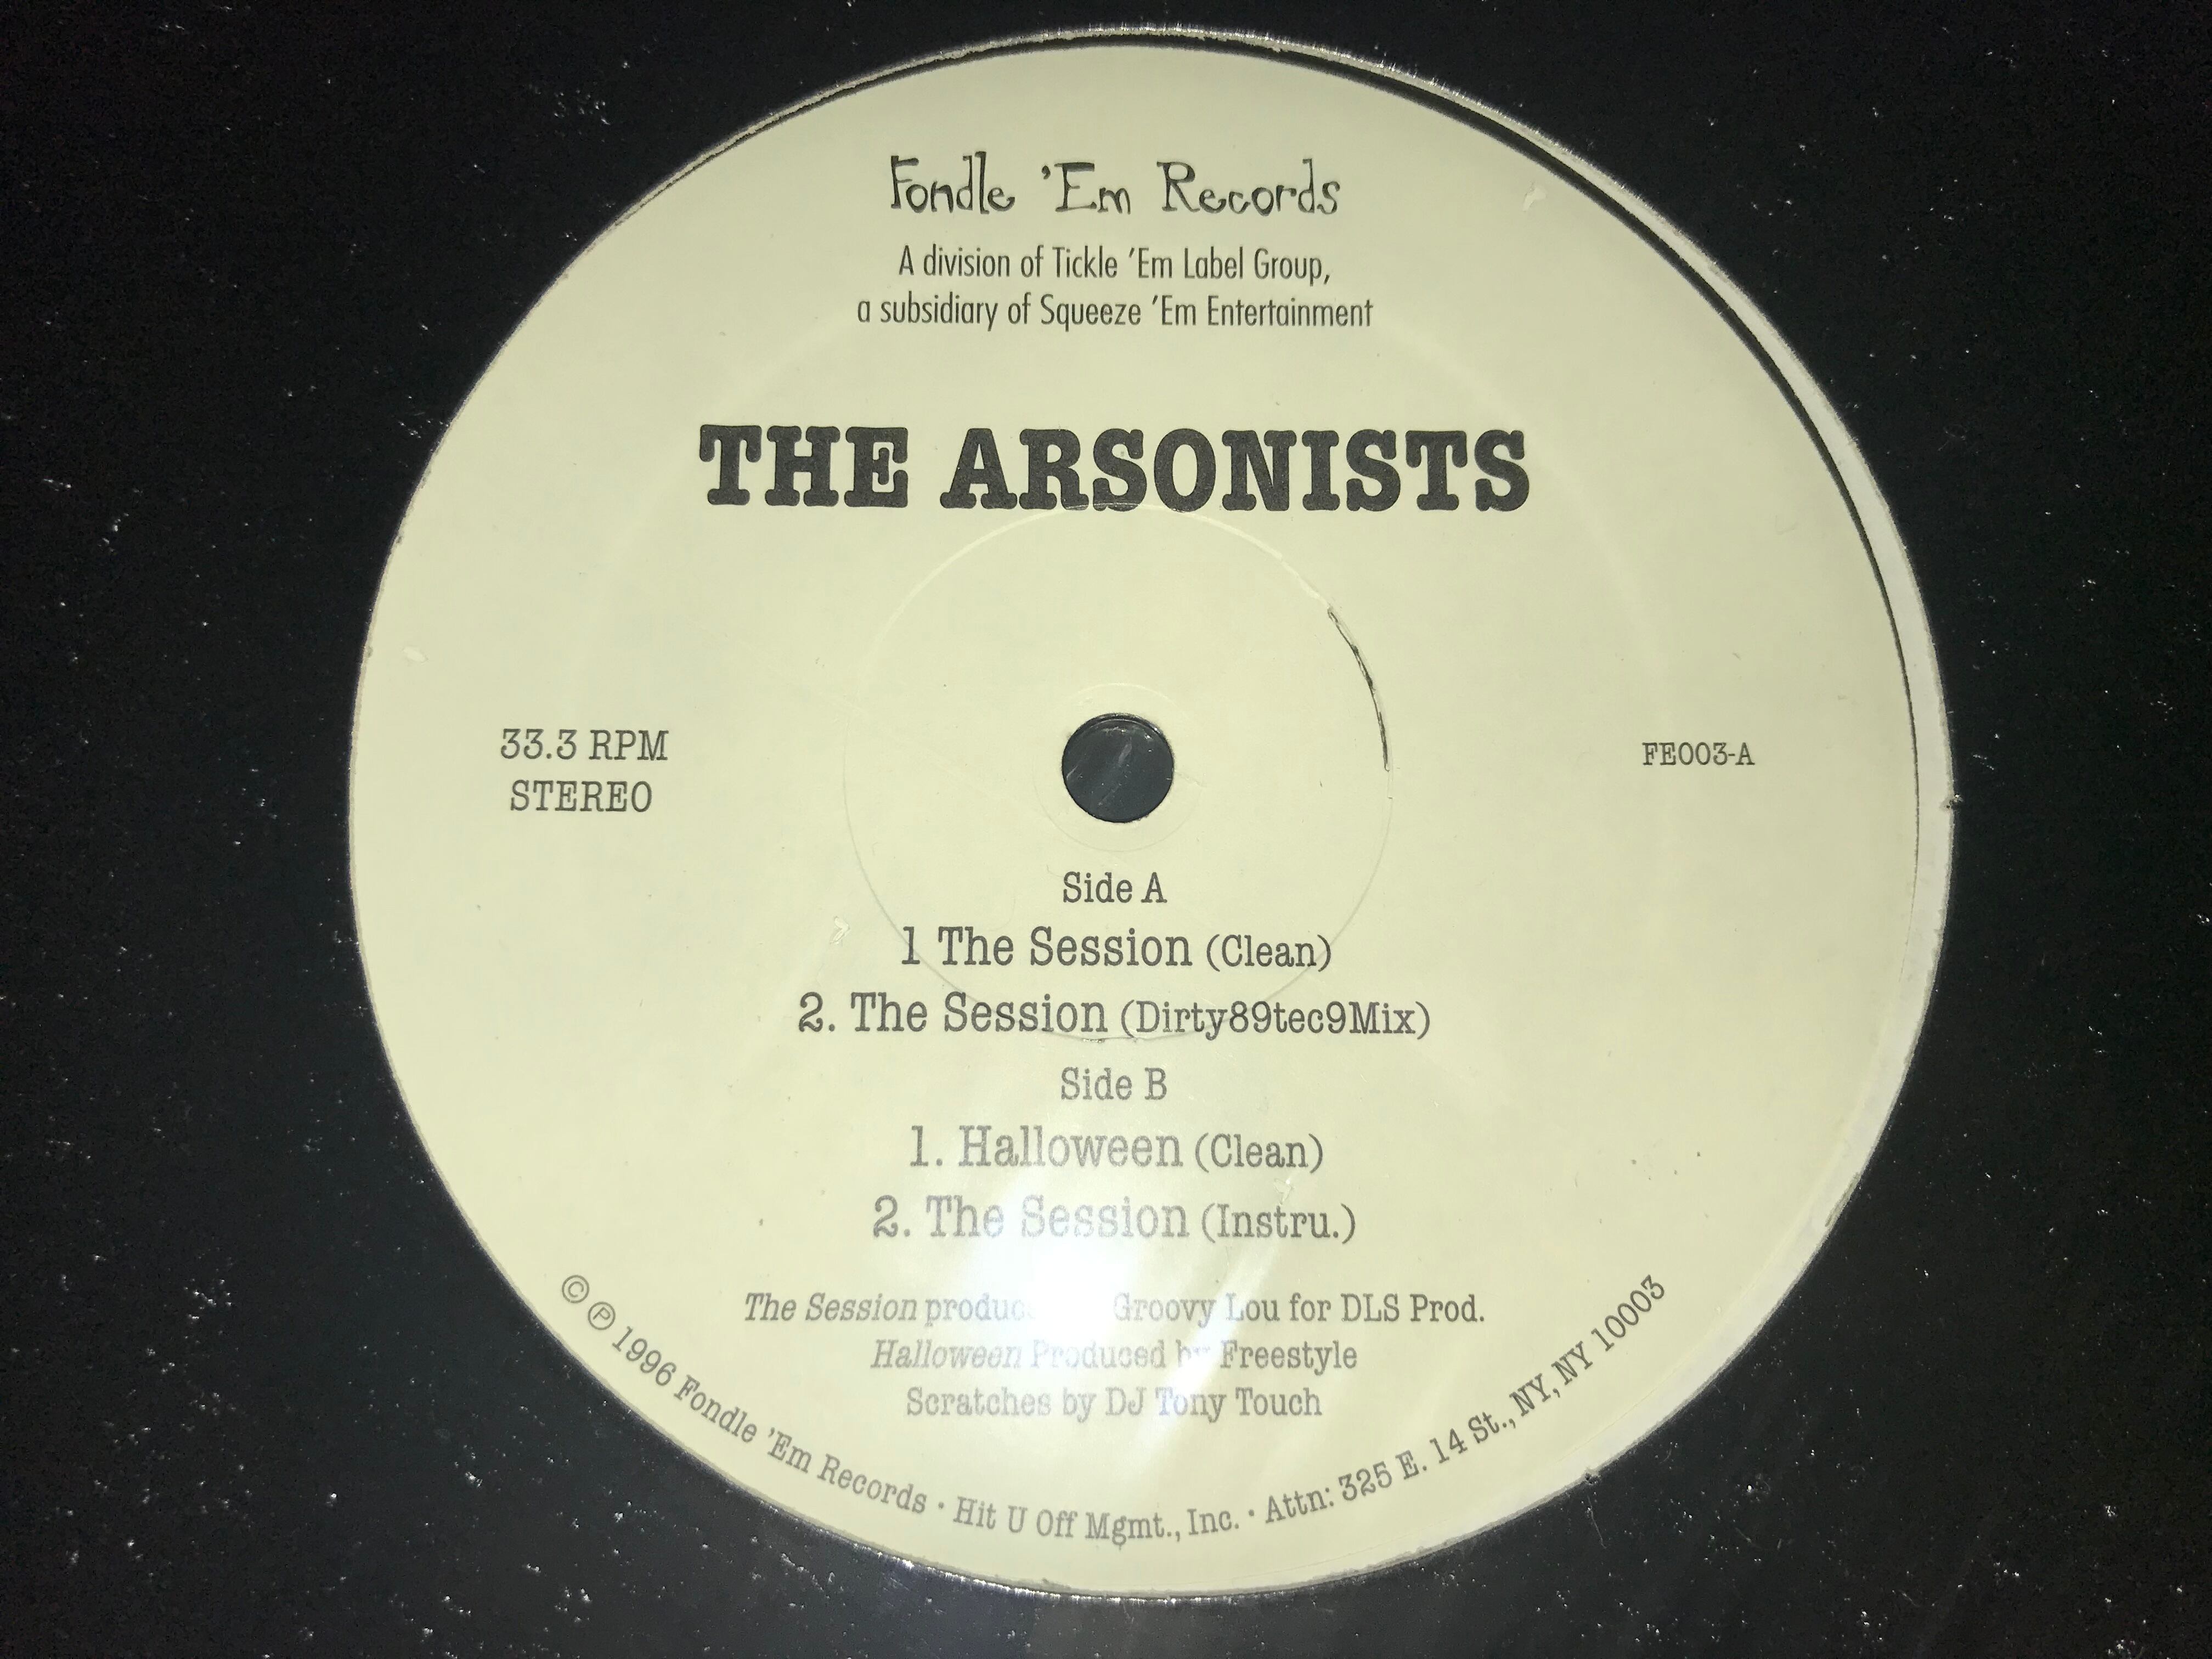 Fondle 'Em Records
A division of Tickle 'Em Label Group,
a subsidiary of Squeeze 'Em Entertainment
THE ARSONISTS
33.3 RPM
STEREO
FE003-A
Side A
1 The Session (Clean)
2. The Session (Dirty89tec9Mix)
Side B
1. Halloween (Clean)
2. The Session (Instru.)
The Session Groovy Lou for DLS Prod.
Halloween Produced by Freestyle
Scratches by DJ Tony Touch
© ℗ 1996 Fondle 'Em Records · Hit U Off Mgmt., Inc. · Attn: 325 E. 14 St., NY, NY 10003